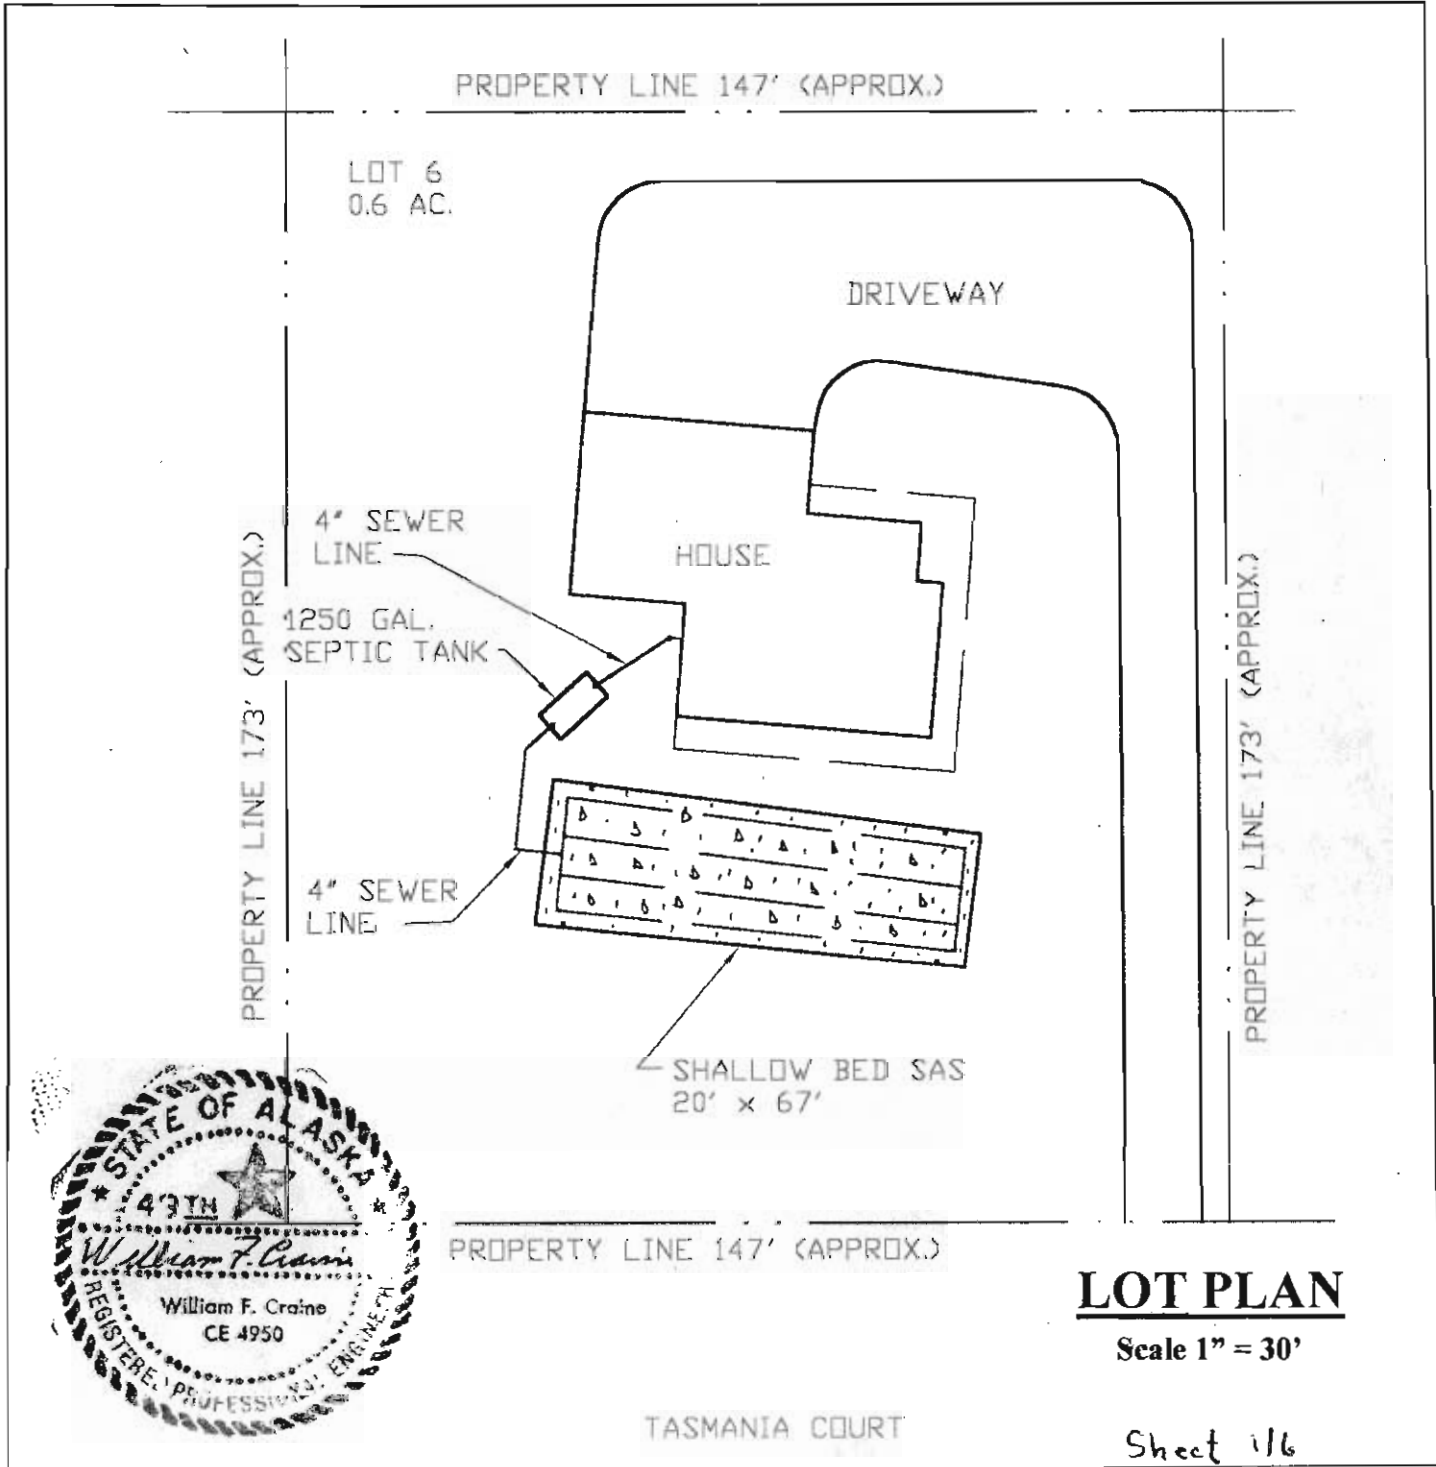 PROPERTY LINE 147' (APPROX.)
LOT 6
0.6 AC.
DRIVEWAY
4" SEWER
LINE
HOUSE
1250 GAL.
SEPTIC TANK
PROPERTY LINE 173' (APPROX.)
PROPERTY LINE 173' (APPROX.)
4" SEWER
LINE
SHALLOW BED SAS
20' x 67'
STATE OF ALASKA
49TH
William F. Craine
William F. Craine
CE 4950
REGISTERED PROFESSIONAL ENGINEER
PROPERTY LINE 147' (APPROX.)
LOT PLAN
Scale 1" = 30'
TASMANIA COURT
Sheet 1/6